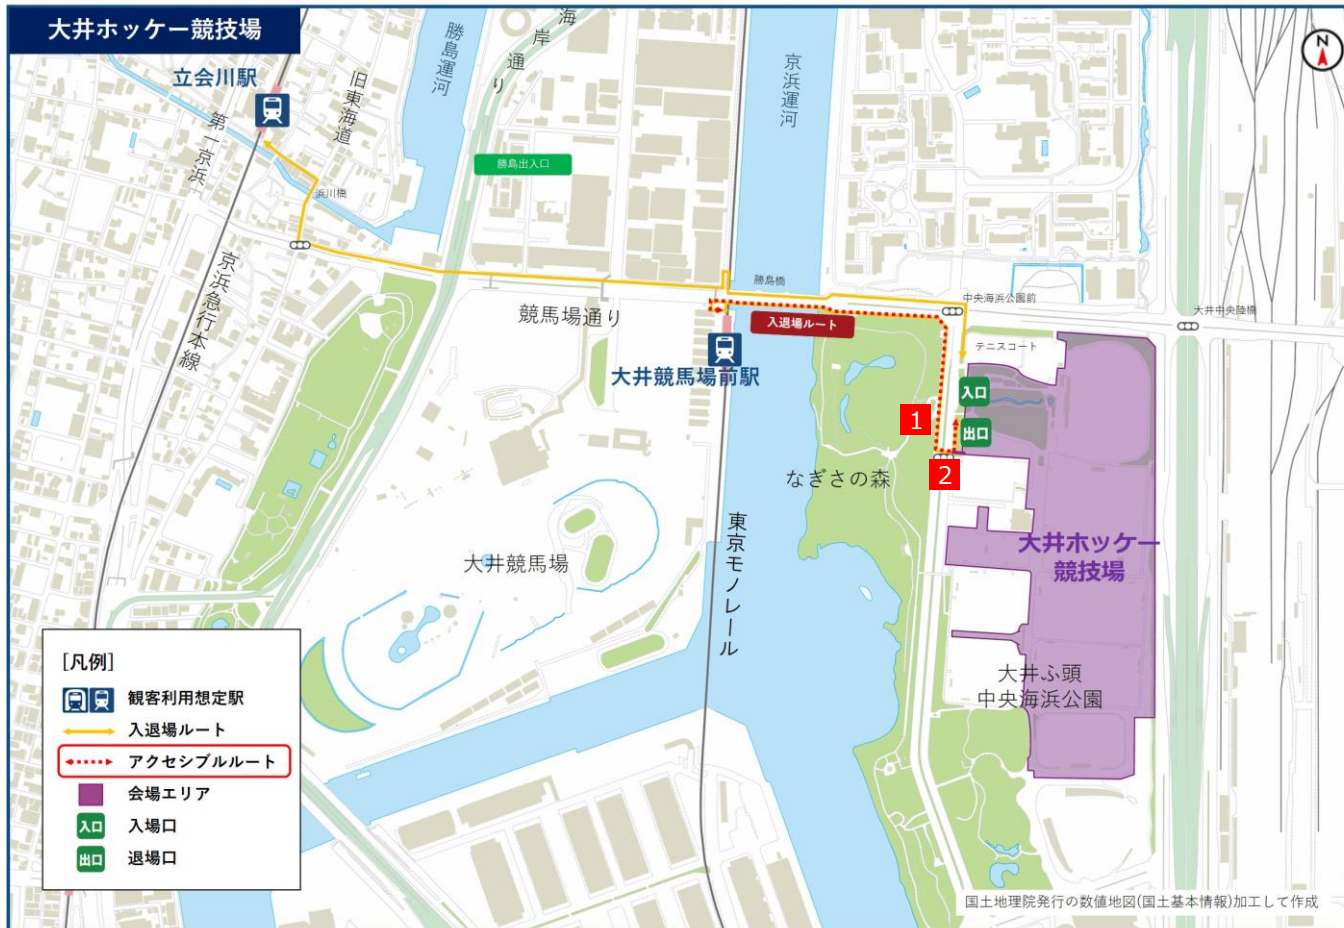 大井ホッケー競技場
N
立会川駅
旧東海道
第一京浜
勝島運河
海岸通り
京浜運河
勝島出入口
浜川橋
京浜急行本線
競馬場通り
勝島橋
中央海浜公園前
大井中央陸橋
入退場ルート
テニスコート
大井競馬場前駅
入口
1
出口
2
なぎさの森
大井競馬場
東京モノレール
大井ホッケー
競技場
大井ふ頭
中央海浜公園
[凡例]
観客利用想定駅
入退場ルート
アクセシブルルート
会場エリア
入口 入場口
出口 退場口
国土地理院発行の数値地図(国土基本情報)加工して作成